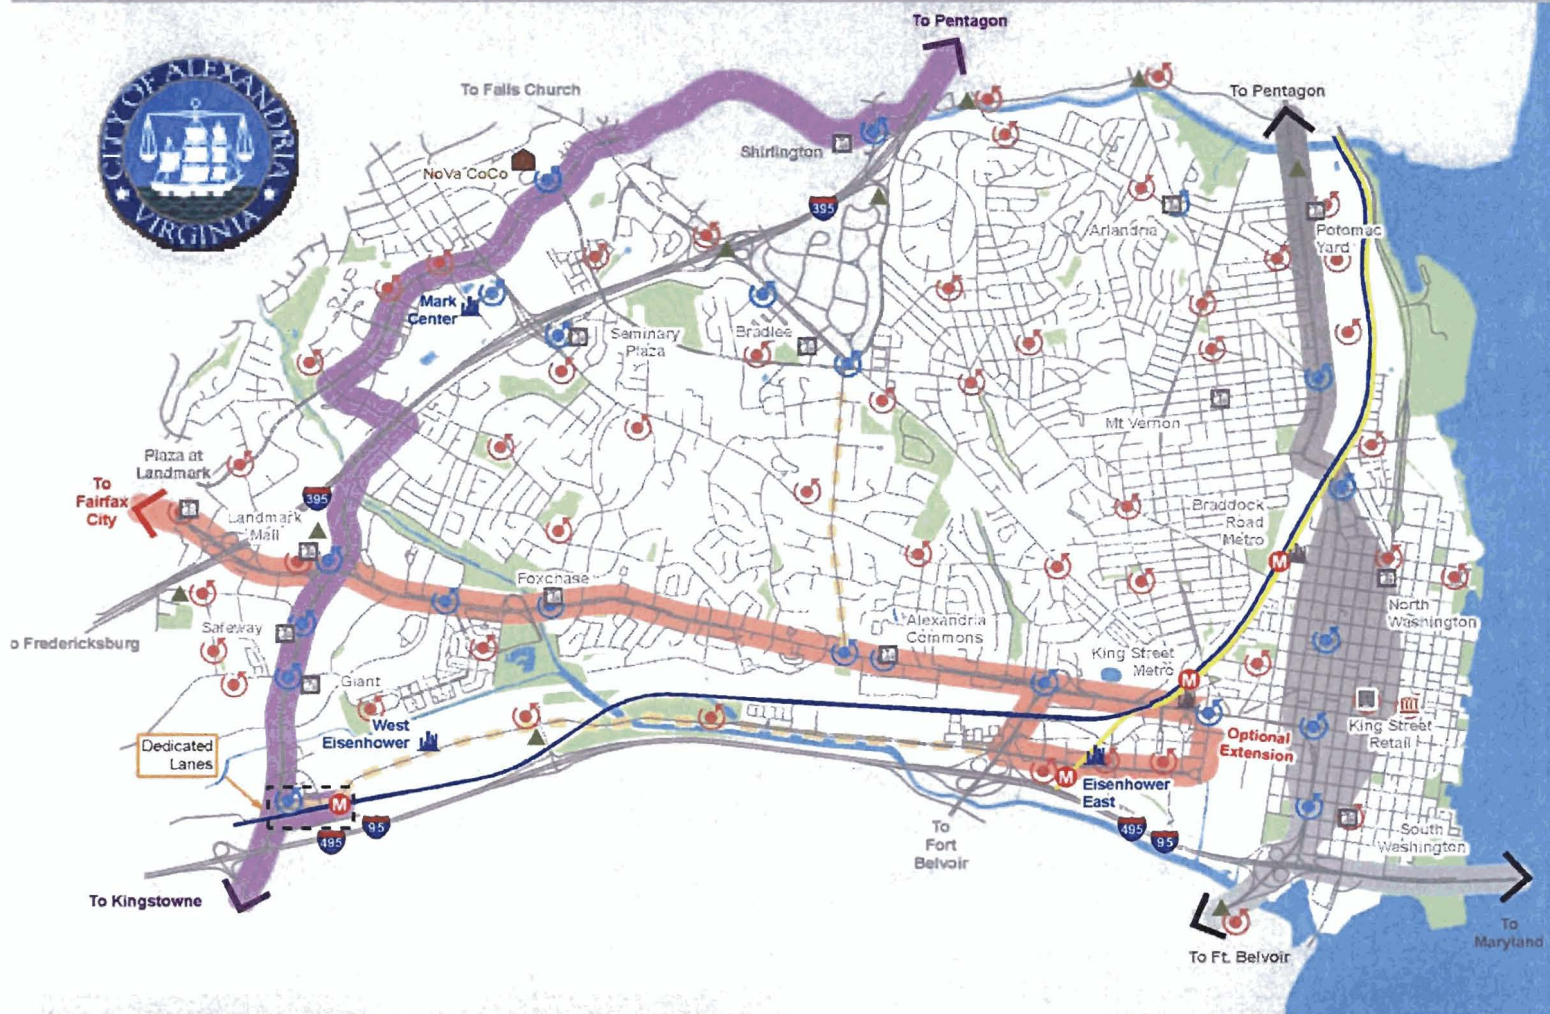 To Pentagon
CITY OF ALEXANDRIA
VIRGINIA
To Falls Church
To Pentagon
Shirlington
NoVa CoCo
395
Arlandria
Potomac
Yard
Mark
Center
Seminary
Plaza
Bradlee
Mt Vernon
Plaza at
Landmark
To
Fairfax
City
395
Landmark
Mall
Braddock
Road
Metro
M
Foxchase
North
Washington
Safeway
o Fredericksburg
Alexandria
Commons
King Street
Metro
M
Giant
West
Eisenhower
King Street
Retail
Optional
Extension
Dedicated
Lanes
M
M
Eisenhower
East
495
95
To
Fort
Belvoir
495
95
South
Washington
To Kingstowne
To
Maryland
To Ft. Belvoir